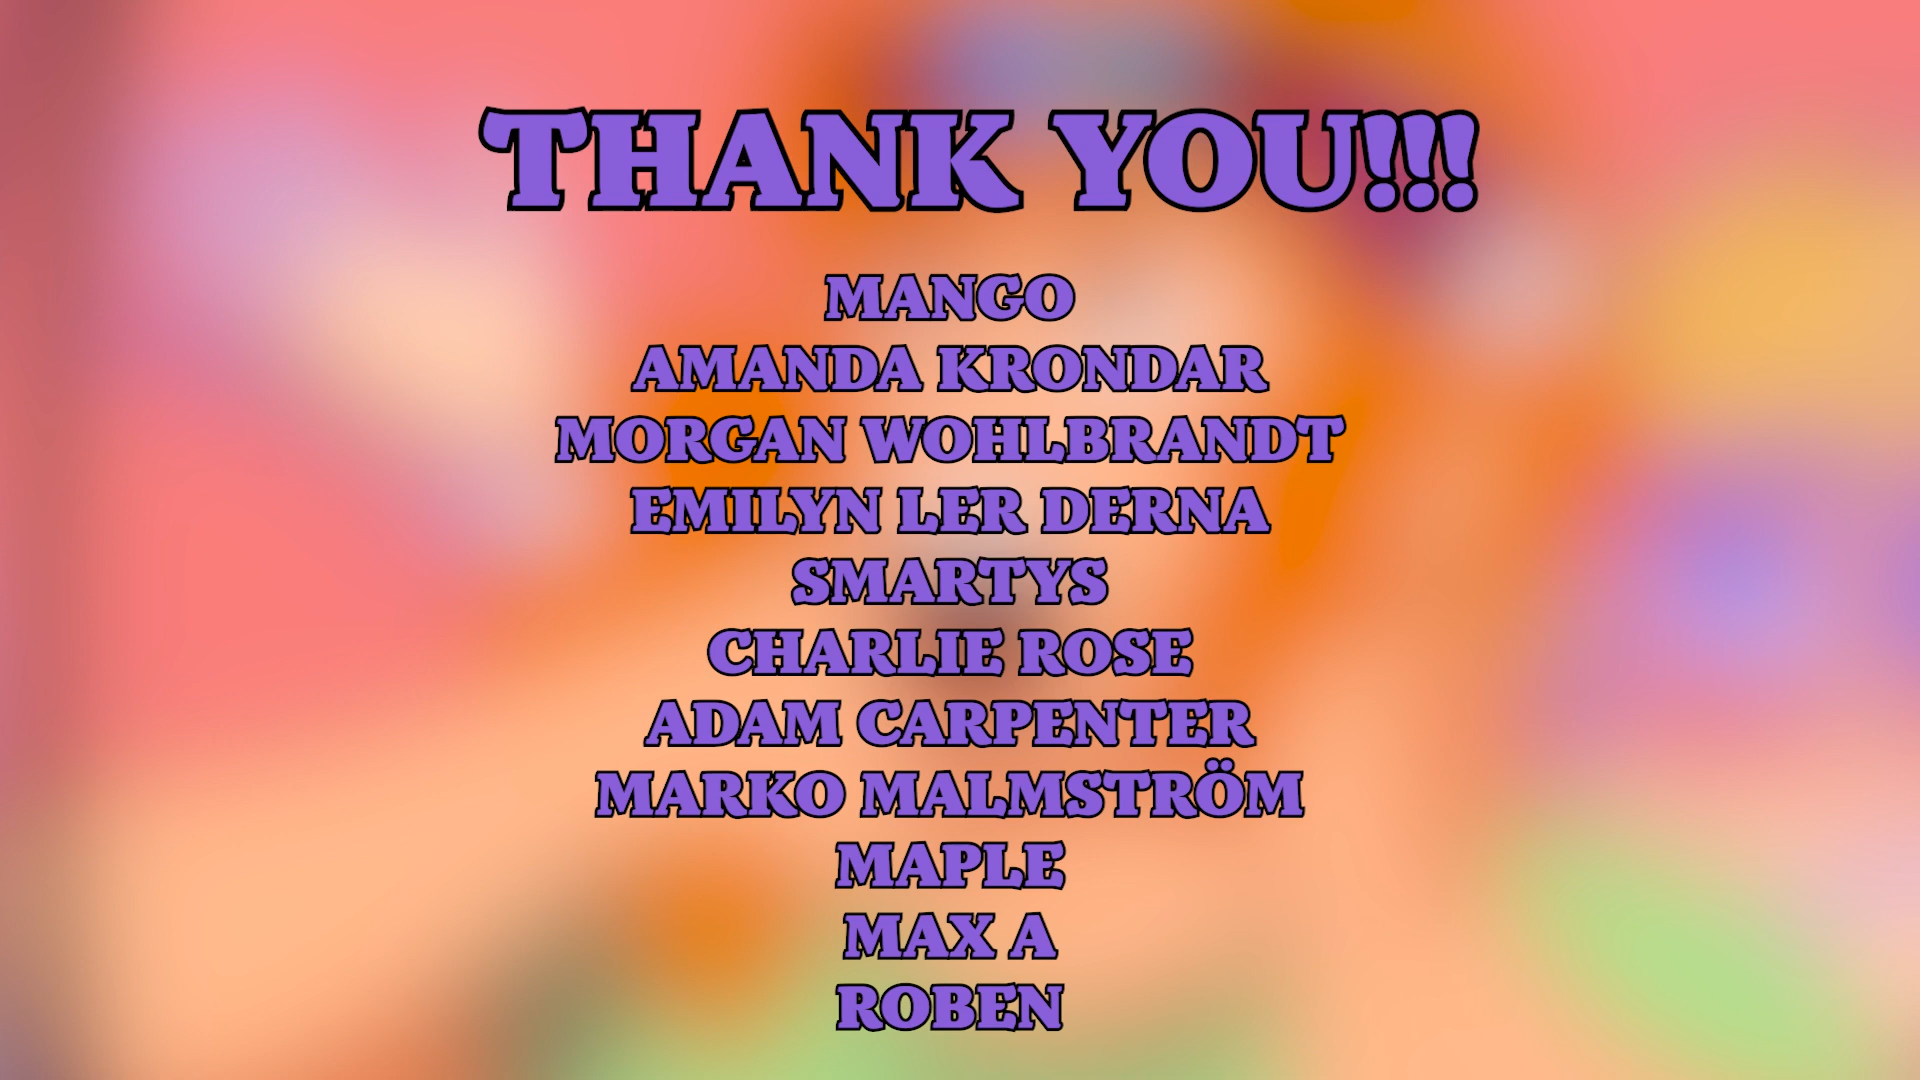 THANK YOU!!!
MANGO
AMANDA KRONDAR
MORGAN WOHLBRANDT
EMILYN LER DERNA
SMARTYS
CHARLIE ROSE
ADAM CARPENTER
MARKO MALMSTRÖM
MAPLE
MAX A
ROBEN